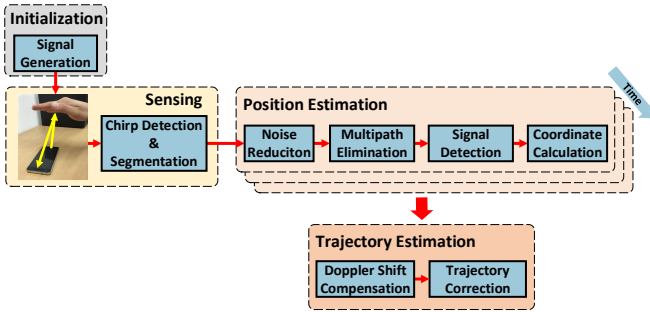 Initialization
Signal
Generation
Sensing
Chirp Detection
&
Segmentation
Time
Position Estimation
Noise
Reduciton
Multipath
Elimination
Signal
Detection
Coordinate
Calculation
Trajectory Estimation
Doppler Shift
Compensation
Trajectory
Correction